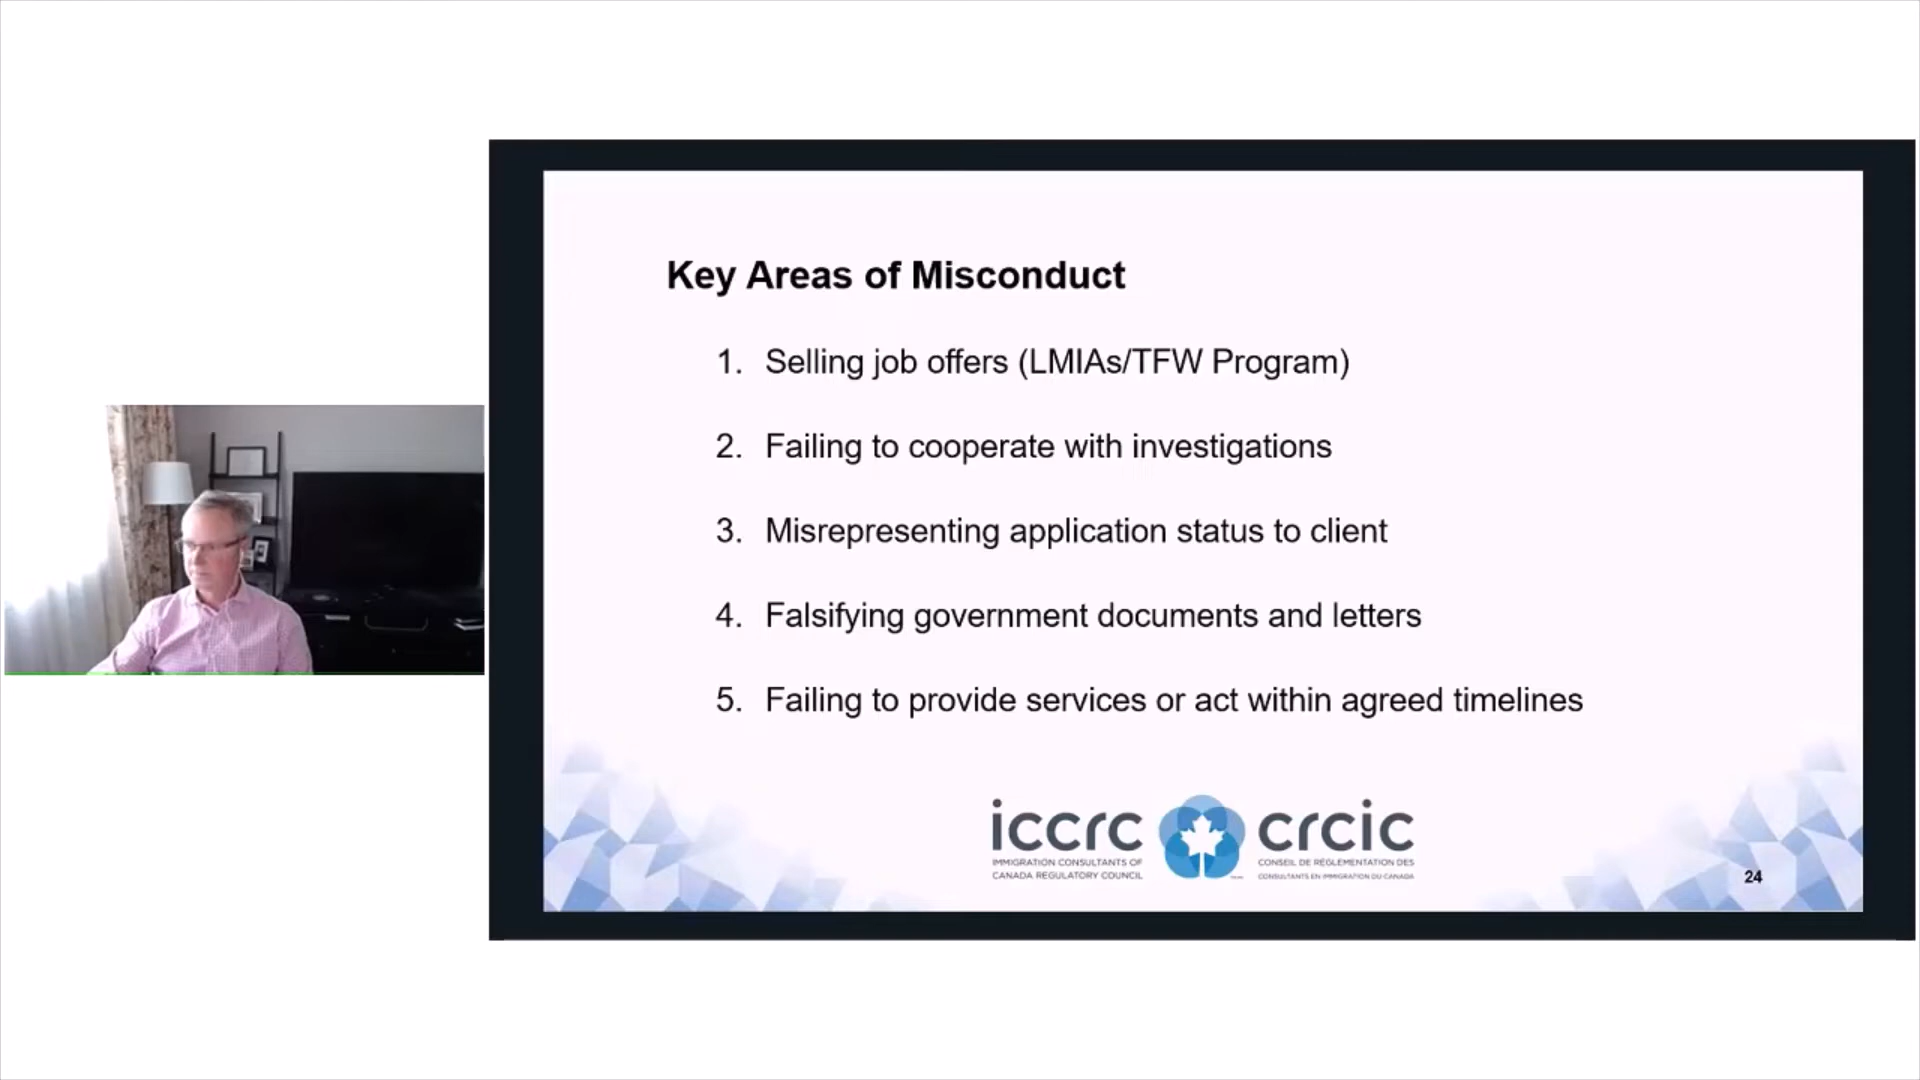 Key Areas of Misconduct
1. Selling job offers (LMIAs/TFW Program)
2. Failing to cooperate with investigations
3. Misrepresenting application status to client
4. Falsifying government documents and letters
5. Failing to provide services or act within agreed timelines
iccrc
IMMIGRATION CONSULTANTS OF
CANADA REGULATORY COUNCIL
crcic
CONSEIL DE RÉGLEMENTATION DES
CONSULTANTS EN IMMIGRATION DU CANADA
24